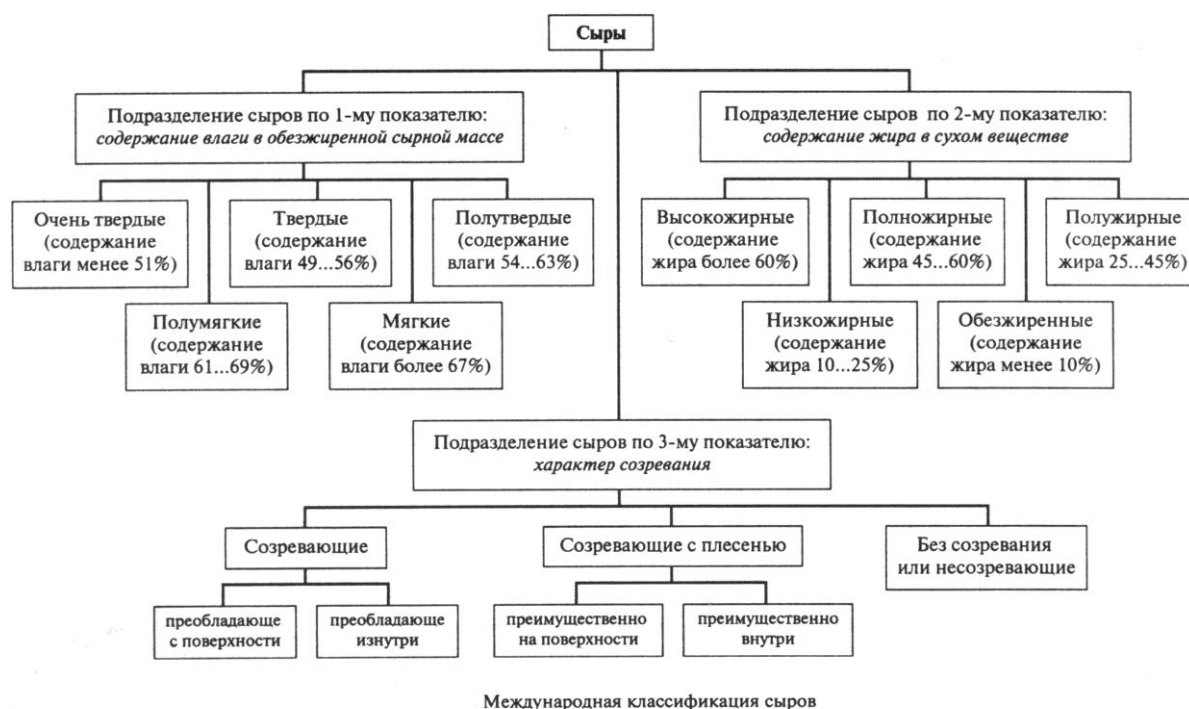 Сыры
Подразделение сыров по 1-му показателю:
содержание влаги в обезжиренной сырной массе
Подразделение сыров по 2-му показателю:
содержание жира в сухом веществе
Очень твердые
(содержание
влаги менее 51%)
Твердые
(содержание
влаги 49...56%)
Полутвердые
(содержание
влаги 54...63%)
Полумягкие
(содержание
влаги 61...69%)
Мягкие
(содержание
влаги более 67%)
Высокожирные
(содержание
жира более 60%)
Полножирные
(содержание
жира 45...60%)
Полужирные
(содержание
жира 25...45%)
Низкожирные
(содержание
жира 10...25%)
Обезжиренные
(содержание
жира менее 10%)
Подразделение сыров по 3-му показателю:
характер созревания
Созревающие
Созревающие с плесенью
Без созревания
или несозревающие
преобладающе
с поверхности
преобладающе
изнутри
преимущественно
на поверхности
преимущественно
внутри
Международная классификация сыров